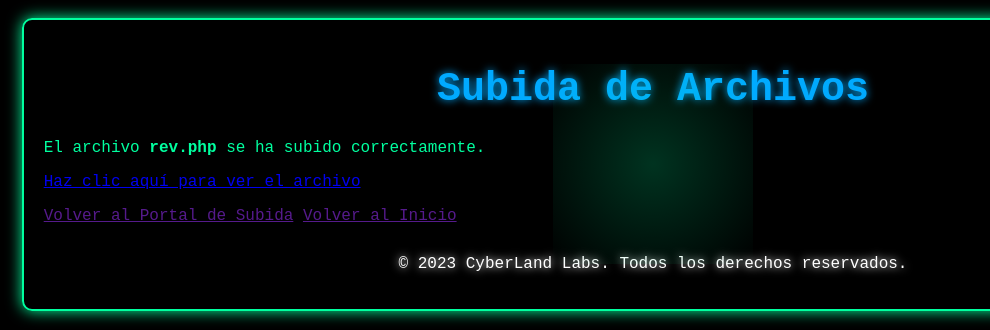 Subida de Archivos
El archivo rev.php se ha subido correctamente.
Haz clic aquí para ver el archivo
Volver al Portal de Subida Volver al Inicio
© 2023 CyberLand Labs. Todos los derechos reservados.